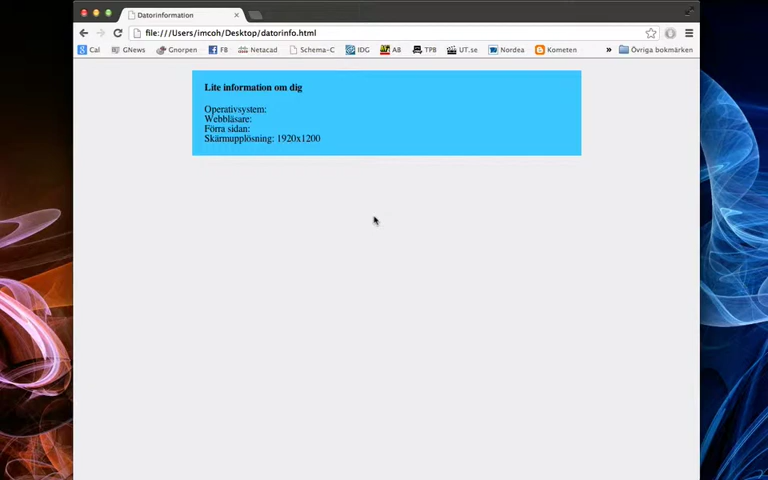 Datorinformation
file:///Users/imcoh/Desktop/datorinfo.html
Cal GNews Gnorpen FB Netacad Schema-C IDG AB TPB UT.se Nordea Kometen » Övriga bokmärken
Lite information om dig
Operativsystem:
Webbläsare:
Förra sidan:
Skärmupplösning: 1920x1200